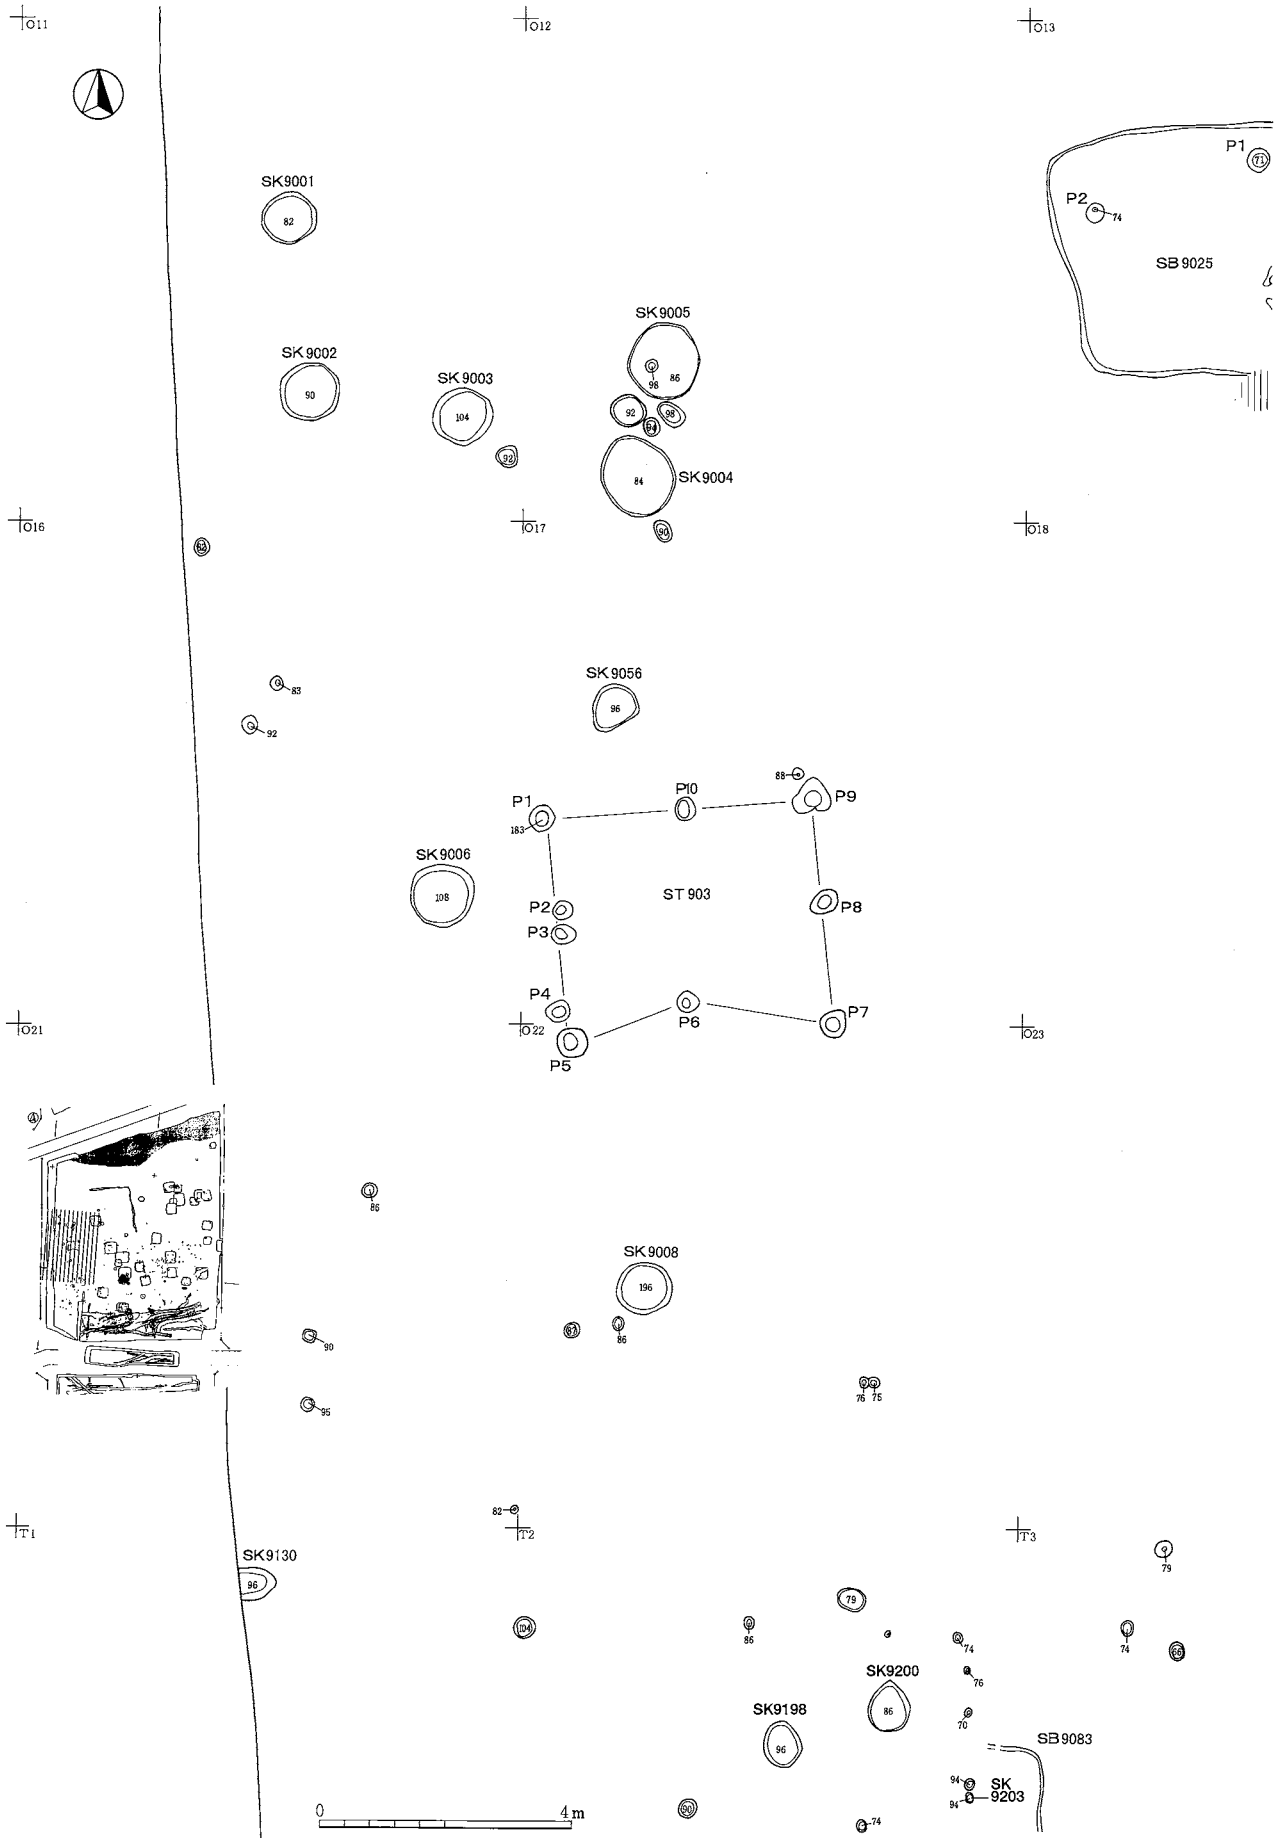 O11
O12
O13
P1
71
SK9001
82
P2
74
SB9025
SK9005
98
86
SK9002
90
SK9003
104
92
92
98
94
SK9004
84
O16
O17
90
O18
82
83
92
SK9056
96
88
P1
183
P10
P9
SK9006
108
ST903
P2
P8
P3
P4
P6
P7
O21
O22
O23
P5
④
86
SK9008
196
87
86
90
76
75
95
82
T1
T2
T3
SK9130
96
79
79
104
86
74
74
66
76
SK9200
86
70
SK9198
96
SB9083
94
SK
9203
94
90
74
0
4m